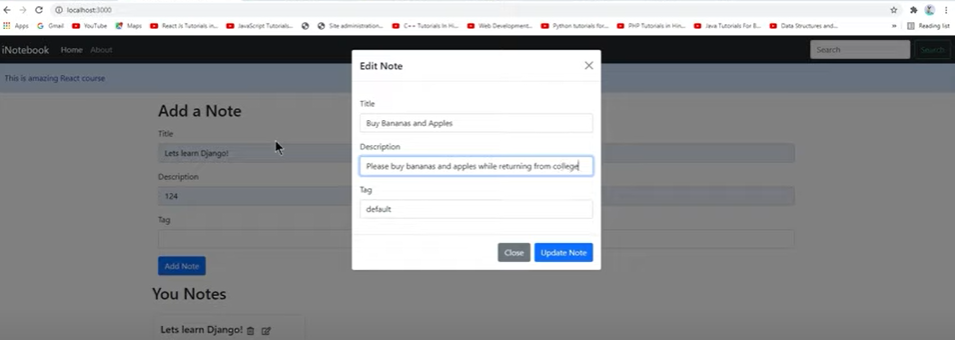 localhost:3000
Apps Gmail YouTube Maps React Js Tutorials in... JavaScript Tutorials... Site administration... C++ Tutorials In Hi... Web Development... Python tutorials for... PHP Tutorials in Hin... Java Tutorials For B... Data Structures and... » Reading list
iNotebook Home About Search Search
This is amazing React course
Add a Note
Title
Lets learn Django!
Description
124
Tag
Add Note
You Notes
Lets learn Django!
Edit Note
Title
Buy Bananas and Apples
Description
Please buy bananas and apples while returning from college
Tag
default
Close Update Note